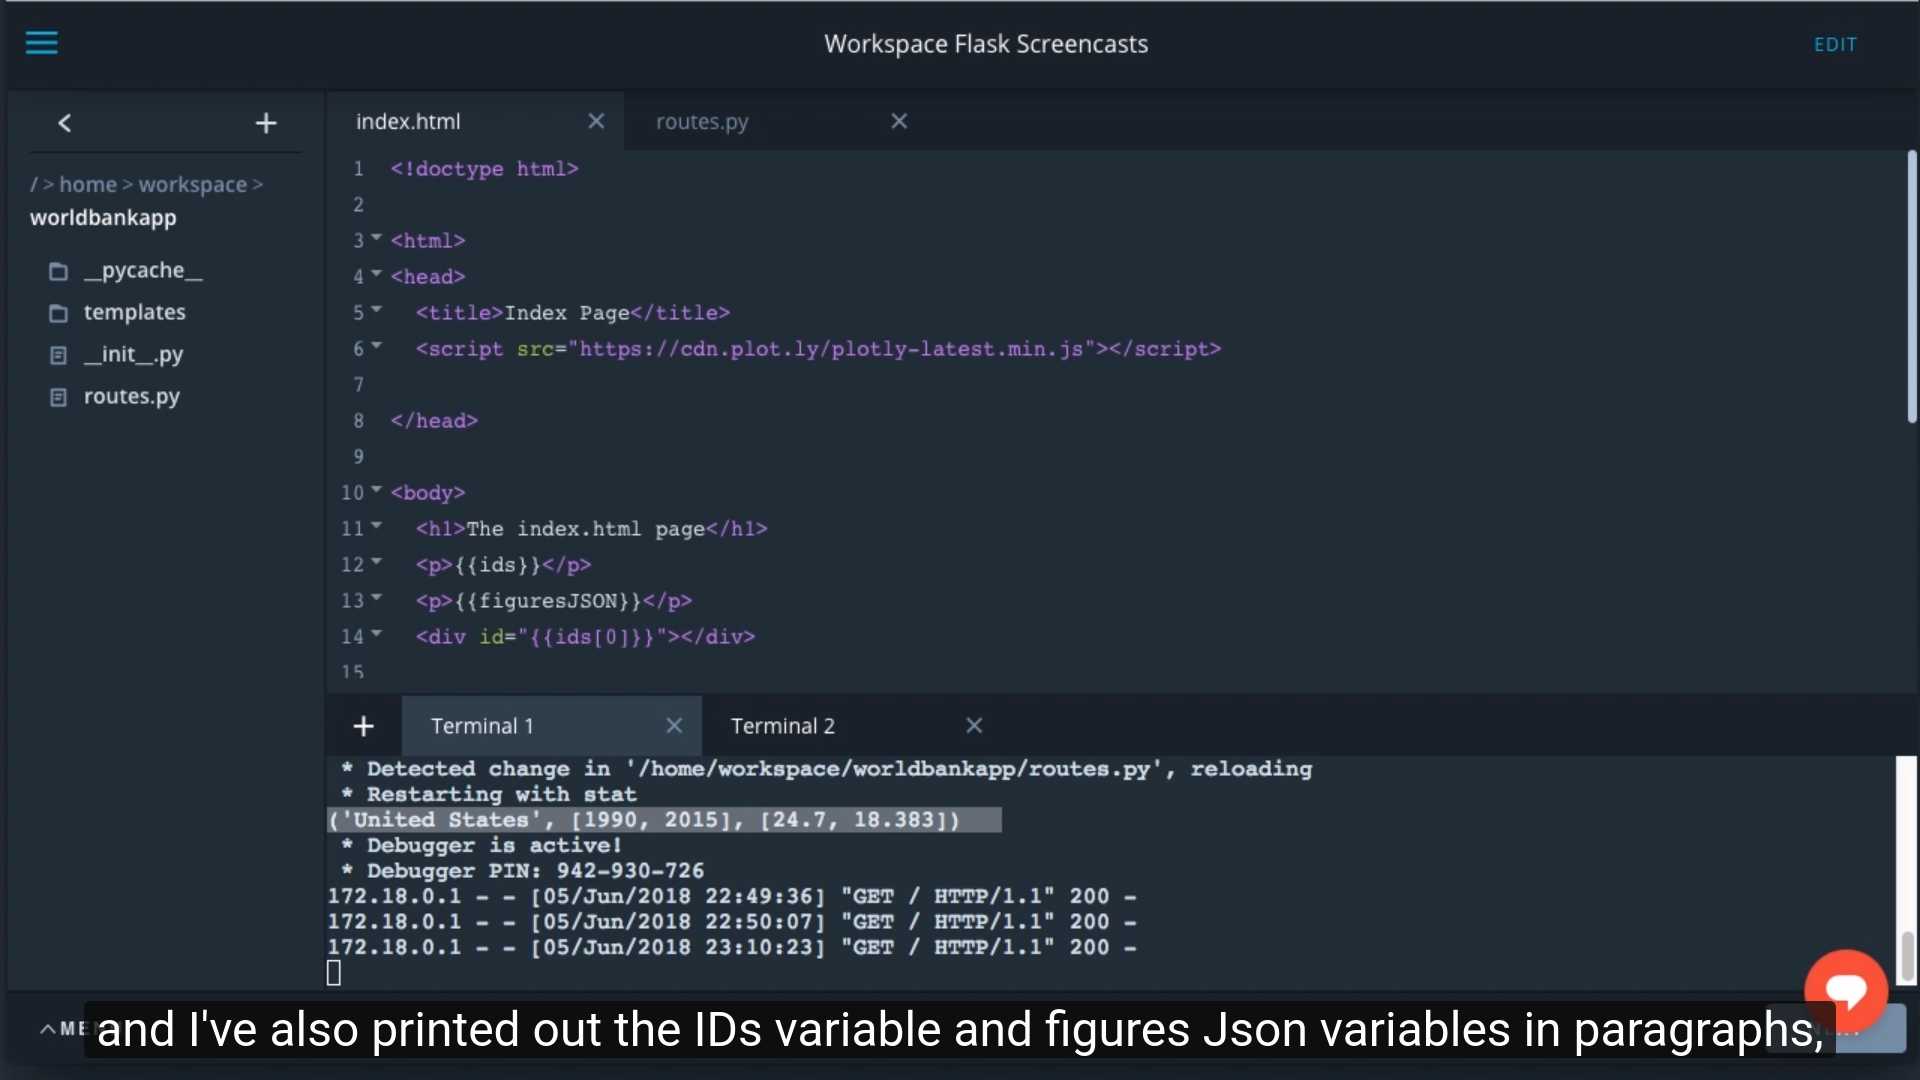 Workspace Flask Screencasts
EDIT
index.html
routes.py
/ > home > workspace >
worldbankapp
__pycache__
templates
__init__.py
routes.py
1 <!doctype html>
2
3 <html>
4 <head>
5 <title>Index Page</title>
6 <script src="https://cdn.plot.ly/plotly-latest.min.js"></script>
7
8 </head>
9
10 <body>
11 <h1>The index.html page</h1>
12 <p>{{ids}}</p>
13 <p>{{figuresJSON}}</p>
14 <div id="{{ids[0]}}"></div>
15
Terminal 1
Terminal 2
* Detected change in '/home/workspace/worldbankapp/routes.py', reloading
* Restarting with stat
('United States', [1990, 2015], [24.7, 18.383])
* Debugger is active!
* Debugger PIN: 942-930-726
172.18.0.1 - - [05/Jun/2018 22:49:36] "GET / HTTP/1.1" 200 -
172.18.0.1 - - [05/Jun/2018 22:50:07] "GET / HTTP/1.1" 200 -
172.18.0.1 - - [05/Jun/2018 23:10:23] "GET / HTTP/1.1" 200 -
and I've also printed out the IDs variable and figures Json variables in paragraphs,